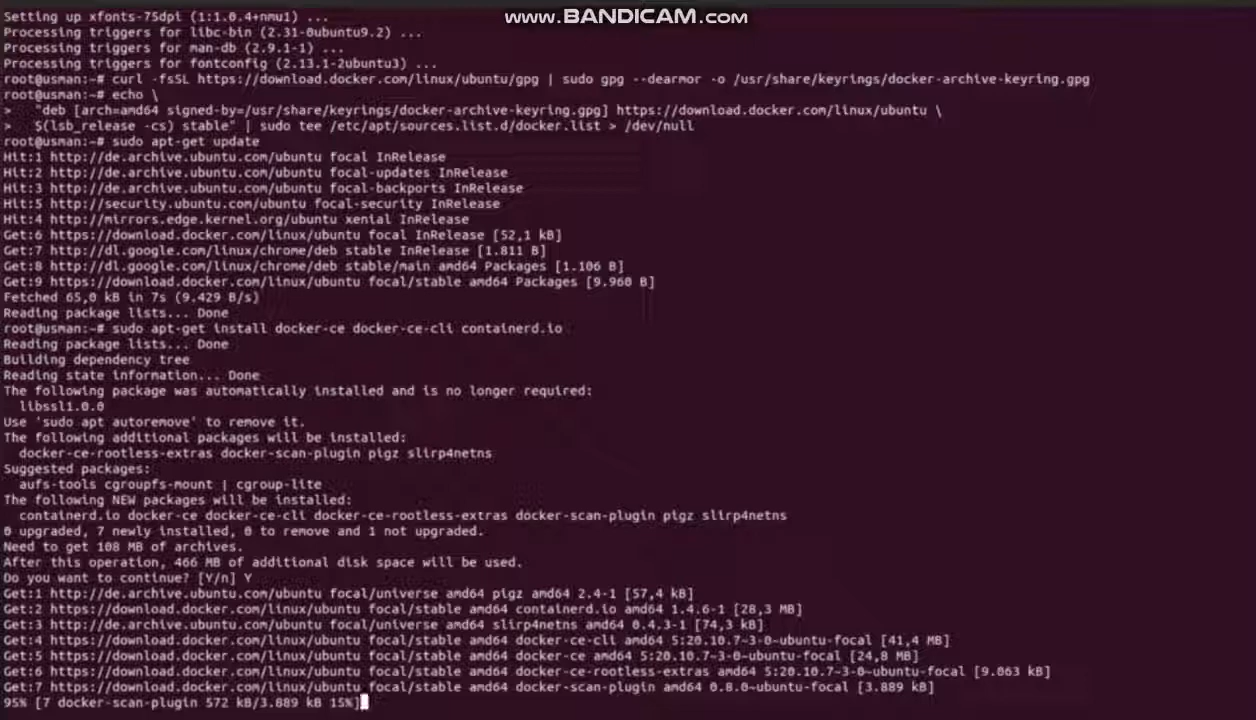 www.BANDICAM.com
Setting up xfonts-75dpi (1:1.0.4+nmu1) ...
Processing triggers for libc-bin (2.31-0ubuntu9.2) ...
Processing triggers for man-db (2.9.1-1) ...
Processing triggers for fontconfig (2.13.1-2ubuntu3) ...
root@usman:~# curl -fsSL https://download.docker.com/linux/ubuntu/gpg | sudo gpg --dearmor -o /usr/share/keyrings/docker-archive-keyring.gpg
root@usman:~# echo \
>   "deb [arch=amd64 signed-by=/usr/share/keyrings/docker-archive-keyring.gpg] https://download.docker.com/linux/ubuntu \
>   $(lsb_release -cs) stable" | sudo tee /etc/apt/sources.list.d/docker.list > /dev/null
root@usman:~# sudo apt-get update
Hit:1 http://de.archive.ubuntu.com/ubuntu focal InRelease
Hit:2 http://de.archive.ubuntu.com/ubuntu focal-updates InRelease
Hit:3 http://de.archive.ubuntu.com/ubuntu focal-backports InRelease
Hit:5 http://security.ubuntu.com/ubuntu focal-security InRelease
Hit:4 http://mirrors.edge.kernel.org/ubuntu xenial InRelease
Get:6 https://download.docker.com/linux/ubuntu focal InRelease [52,1 kB]
Get:7 http://dl.google.com/linux/chrome/deb stable InRelease [1.811 B]
Get:8 http://dl.google.com/linux/chrome/deb stable/main amd64 Packages [1.106 B]
Get:9 https://download.docker.com/linux/ubuntu focal/stable amd64 Packages [9.960 B]
Fetched 65,0 kB in 7s (9.429 B/s)
Reading package lists... Done
root@usman:~# sudo apt-get install docker-ce docker-ce-cli containerd.io
Reading package lists... Done
Building dependency tree
Reading state information... Done
The following package was automatically installed and is no longer required:
  libssl1.0.0
Use 'sudo apt autoremove' to remove it.
The following additional packages will be installed:
  docker-ce-rootless-extras docker-scan-plugin pigz slirp4netns
Suggested packages:
  aufs-tools cgroupfs-mount | cgroup-lite
The following NEW packages will be installed:
  containerd.io docker-ce docker-ce-cli docker-ce-rootless-extras docker-scan-plugin pigz slirp4netns
0 upgraded, 7 newly installed, 0 to remove and 1 not upgraded.
Need to get 108 MB of archives.
After this operation, 466 MB of additional disk space will be used.
Do you want to continue? [Y/n] Y
Get:1 http://de.archive.ubuntu.com/ubuntu focal/universe amd64 pigz amd64 2.4-1 [57,4 kB]
Get:2 https://download.docker.com/linux/ubuntu focal/stable amd64 containerd.io amd64 1.4.6-1 [28,3 MB]
Get:3 http://de.archive.ubuntu.com/ubuntu focal/universe amd64 slirp4netns amd64 0.4.3-1 [74,3 kB]
Get:4 https://download.docker.com/linux/ubuntu focal/stable amd64 docker-ce-cli amd64 5:20.10.7~3-0~ubuntu-focal [41,4 MB]
Get:5 https://download.docker.com/linux/ubuntu focal/stable amd64 docker-ce amd64 5:20.10.7~3-0~ubuntu-focal [24,8 MB]
Get:6 https://download.docker.com/linux/ubuntu focal/stable amd64 docker-ce-rootless-extras amd64 5:20.10.7~3-0~ubuntu-focal [9.063 kB]
Get:7 https://download.docker.com/linux/ubuntu focal/stable amd64 docker-scan-plugin amd64 0.8.0~ubuntu-focal [3.889 kB]
95% [7 docker-scan-plugin 572 kB/3.889 kB 15%]